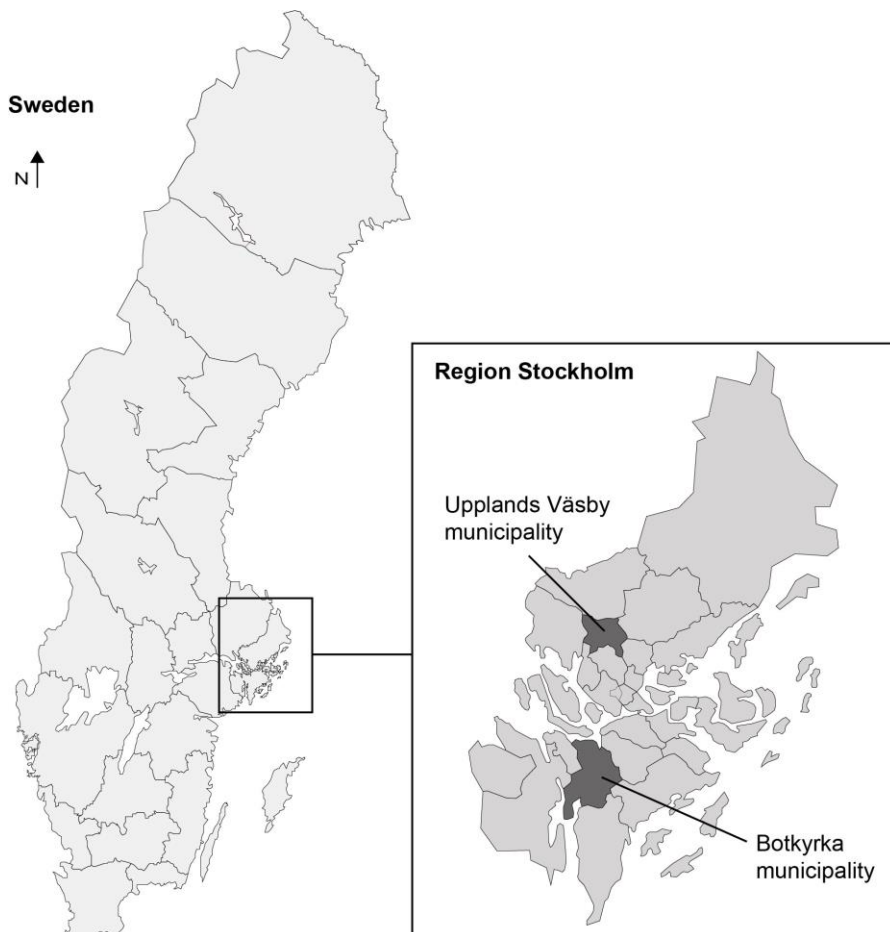 Sweden
N
Region Stockholm
Upplands Väsby
municipality
Botkyrka
municipality